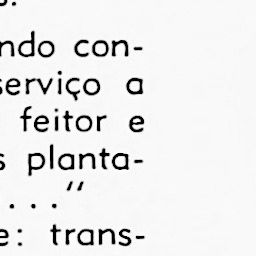 ndo con-
serviço a
feitor e
s planta-
..."
e: trans-